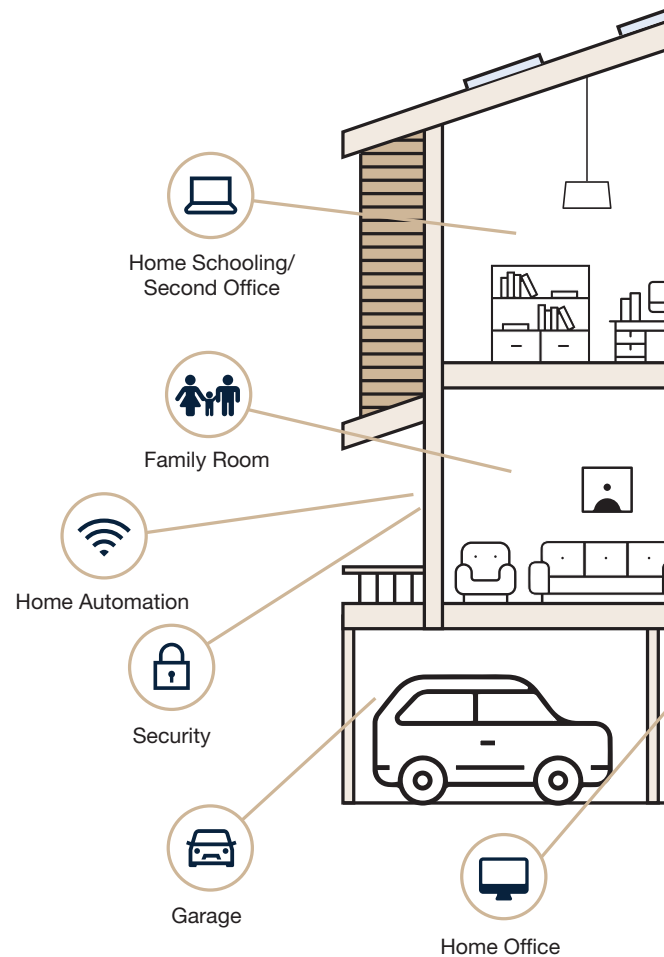 Home Schooling/
Second Office
Family Room
Home Automation
Security
Garage
Home Office